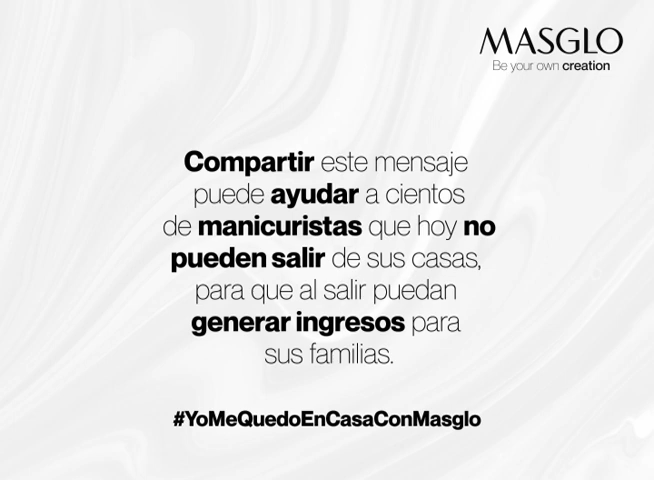 MASGLO
Be your own creation
Compartir este mensaje
puede ayudar a cientos
de manicuristas que hoy no
pueden salir de sus casas,
para que al salir puedan
generar ingresos para
sus familias.
#YoMeQuedoEnCasaConMasglo